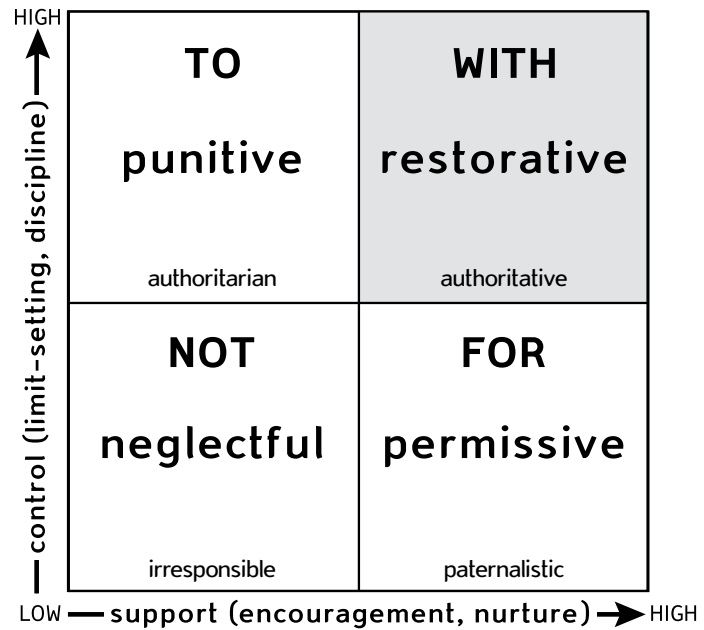 HIGH
TO
WITH
punitive
restorative
authoritarian
authoritative
control (limit-setting, discipline)
NOT
FOR
neglectful
permissive
irresponsible
paternalistic
LOW
support (encouragement, nurture)
HIGH